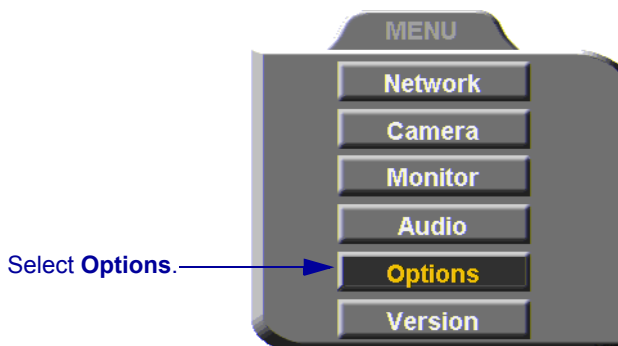 MENU
Network
Camera
Monitor
Audio
Select Options.
Options
Version